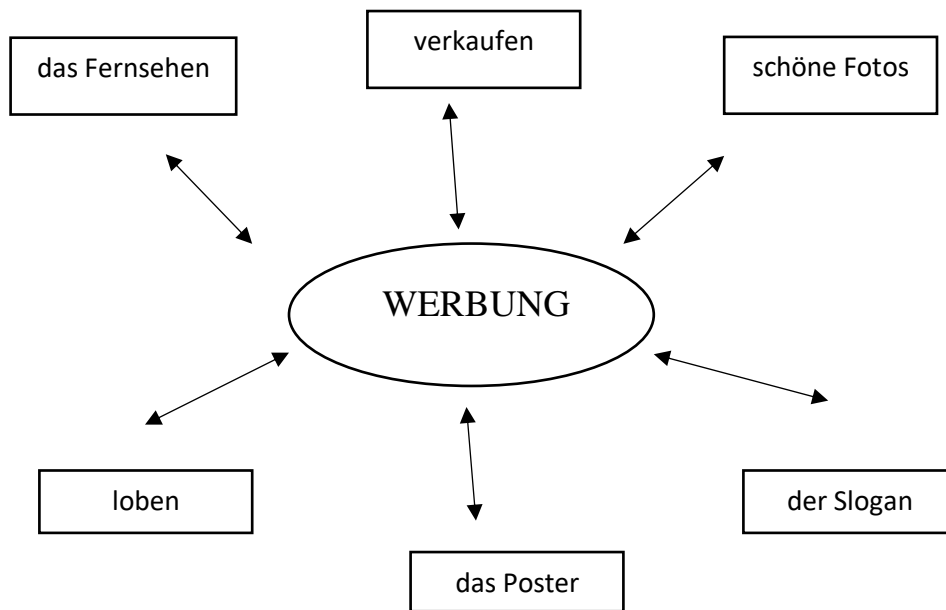 das Fernsehen
verkaufen
schöne Fotos
WERBUNG
loben
das Poster
der Slogan